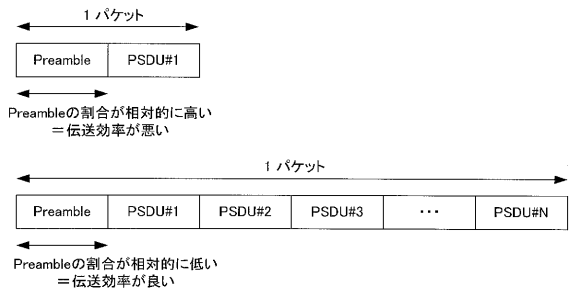 1 パケット
Preamble PSDU#1
Preambleの割合が相対的に高い
＝伝送効率が悪い
1 パケット
Preamble PSDU#1 PSDU#2 PSDU#3 ・・・ PSDU#N
Preambleの割合が相対的に低い
＝伝送効率が良い